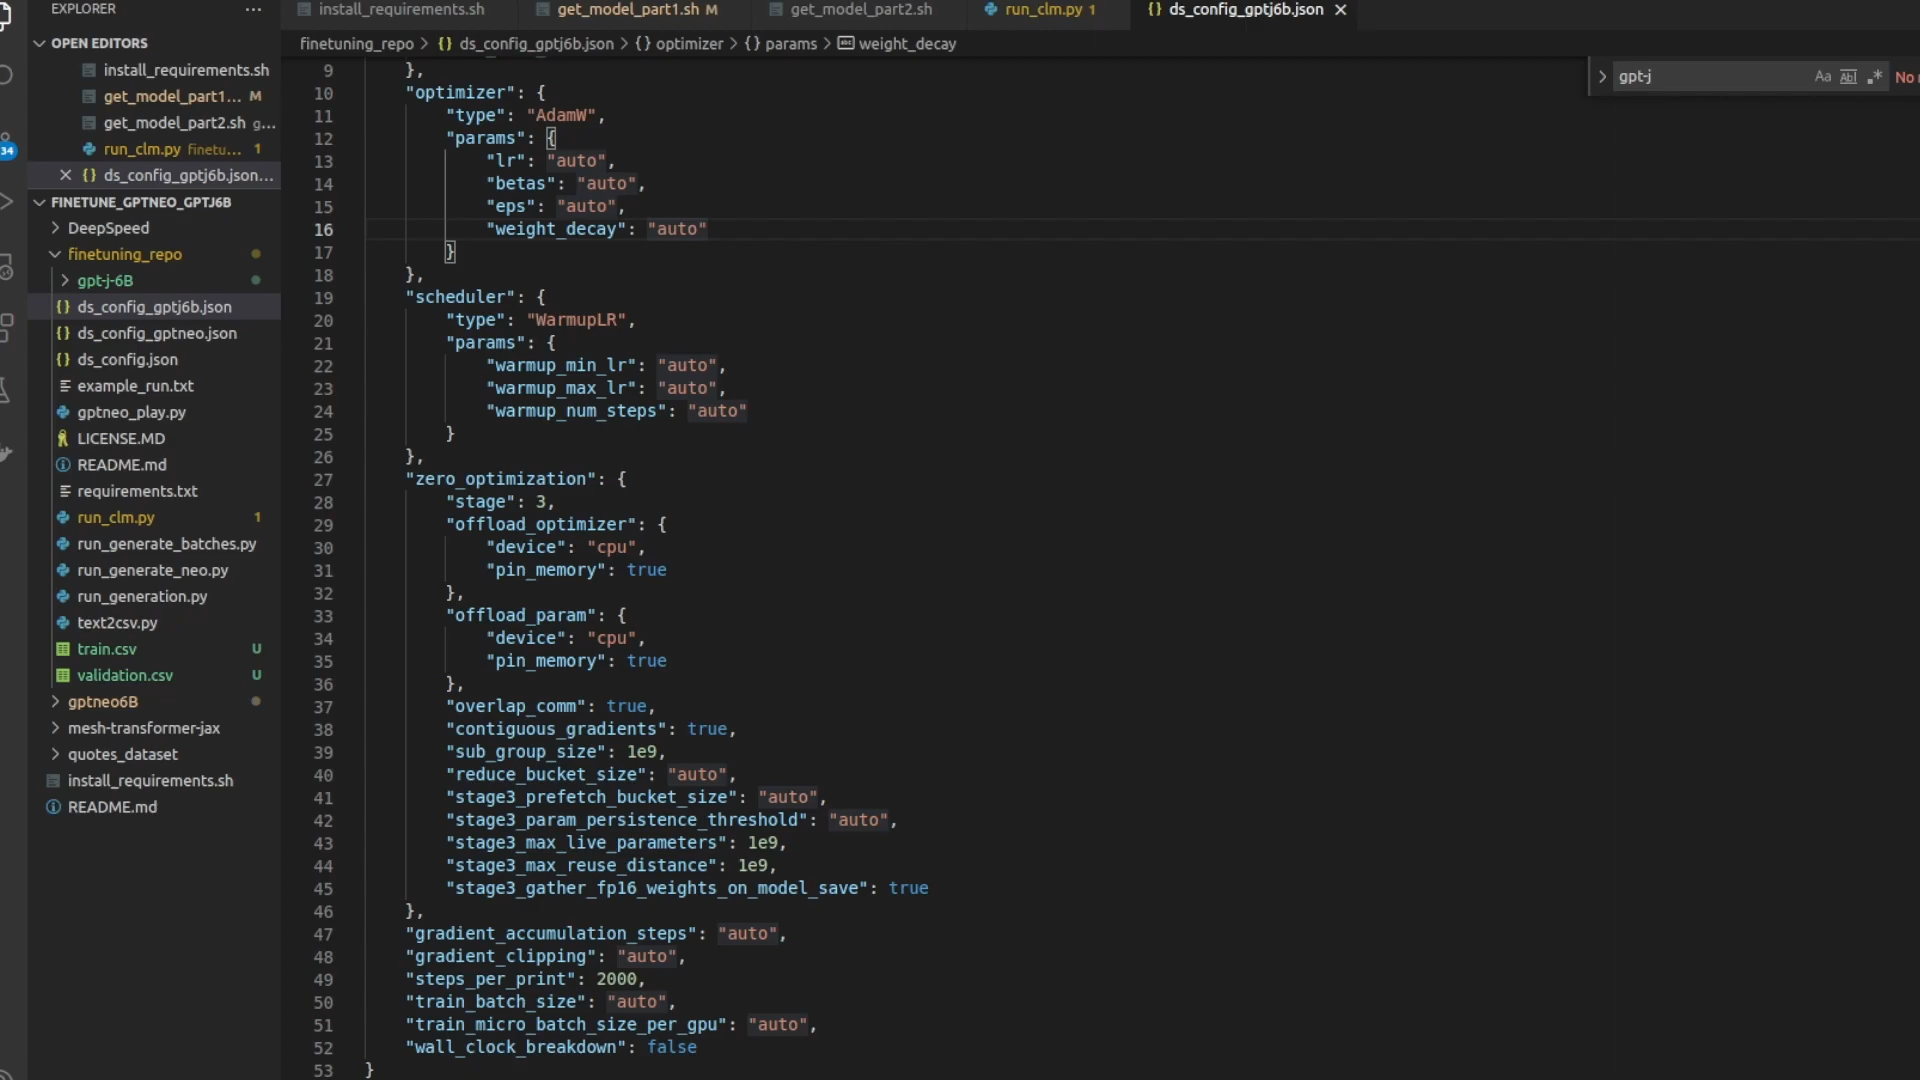 EXPLORER
install_requirements.sh
get_model_part1.sh M
get_model_part2.sh
run_clm.py 1
{} ds_config_gptj6b.json
finetuning_repo > {} ds_config_gptj6b.json > {} optimizer > {} params > abc weight_decay
gpt-j
Aa
Abl
.*
No
OPEN EDITORS
install_requirements.sh
get_model_part1... M
get_model_part2.sh g...
run_clm.py finetu... 1
{} ds_config_gptj6b.json...
FINETUNE_GPTNEO_GPTJ6B
DeepSpeed
finetuning_repo
gpt-j-6B
{} ds_config_gptj6b.json
{} ds_config_gptneo.json
{} ds_config.json
example_run.txt
gptneo_play.py
LICENSE.MD
README.md
requirements.txt
run_clm.py 1
run_generate_batches.py
run_generate_neo.py
run_generation.py
text2csv.py
train.csv U
validation.csv U
gptneo6B
mesh-transformer-jax
quotes_dataset
install_requirements.sh
README.md
34
9 },
10 "optimizer": {
11 "type": "AdamW",
12 "params": {
13 "lr": "auto",
14 "betas": "auto",
15 "eps": "auto",
16 "weight_decay": "auto"
17 }
18 },
19 "scheduler": {
20 "type": "WarmupLR",
21 "params": {
22 "warmup_min_lr": "auto",
23 "warmup_max_lr": "auto",
24 "warmup_num_steps": "auto"
25 }
26 },
27 "zero_optimization": {
28 "stage": 3,
29 "offload_optimizer": {
30 "device": "cpu",
31 "pin_memory": true
32 },
33 "offload_param": {
34 "device": "cpu",
35 "pin_memory": true
36 },
37 "overlap_comm": true,
38 "contiguous_gradients": true,
39 "sub_group_size": 1e9,
40 "reduce_bucket_size": "auto",
41 "stage3_prefetch_bucket_size": "auto",
42 "stage3_param_persistence_threshold": "auto",
43 "stage3_max_live_parameters": 1e9,
44 "stage3_max_reuse_distance": 1e9,
45 "stage3_gather_fp16_weights_on_model_save": true
46 },
47 "gradient_accumulation_steps": "auto",
48 "gradient_clipping": "auto",
49 "steps_per_print": 2000,
50 "train_batch_size": "auto",
51 "train_micro_batch_size_per_gpu": "auto",
52 "wall_clock_breakdown": false
53 }